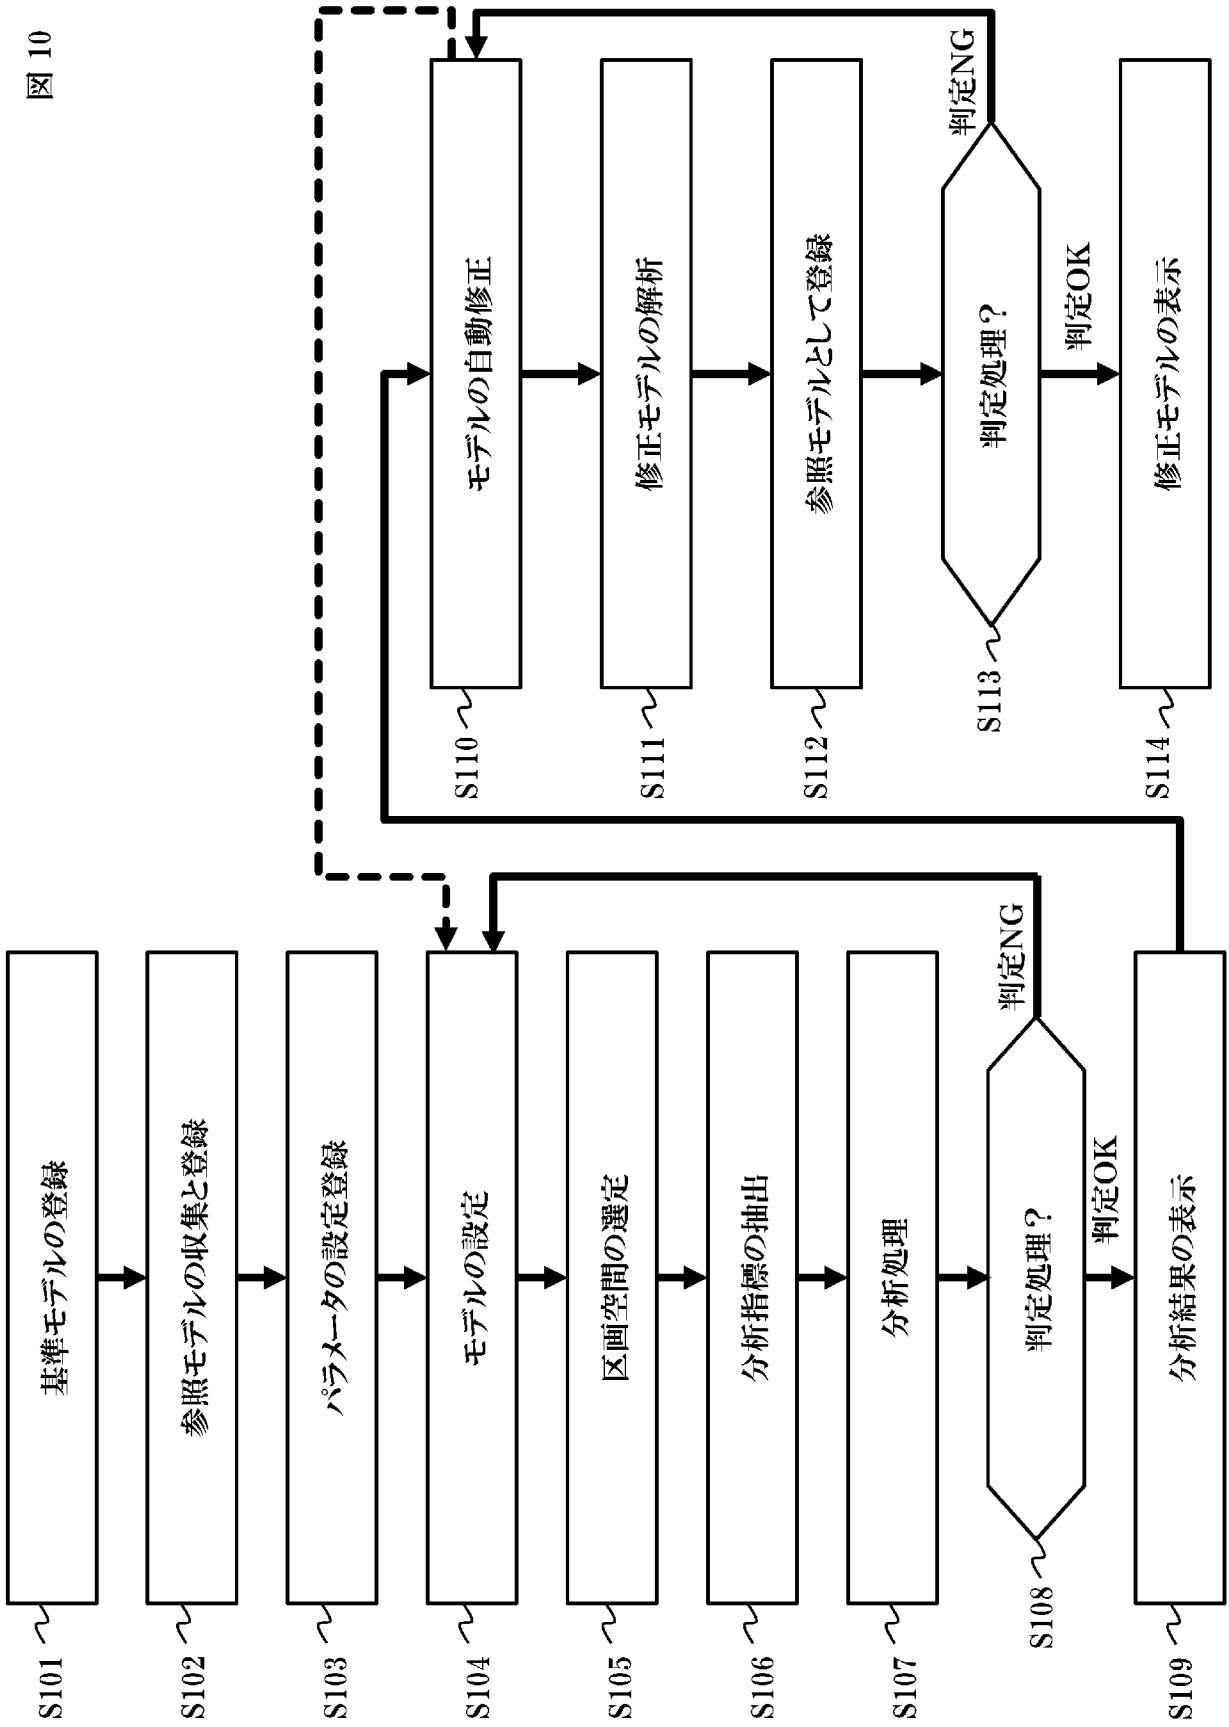 図 10
S101
基準モデルの登録
S102
参照モデルの収集と登録
S103
パラメータの設定登録
S104
モデルの設定
S105
区画空間の選定
S106
分析指標の抽出
S107
分析処理
S108
判定処理?
判定NG
判定OK
S109
分析結果の表示
S110
モデルの自動修正
S111
修正モデルの解析
S112
参照モデルとして登録
S113
判定処理?
判定NG
判定OK
S114
修正モデルの表示